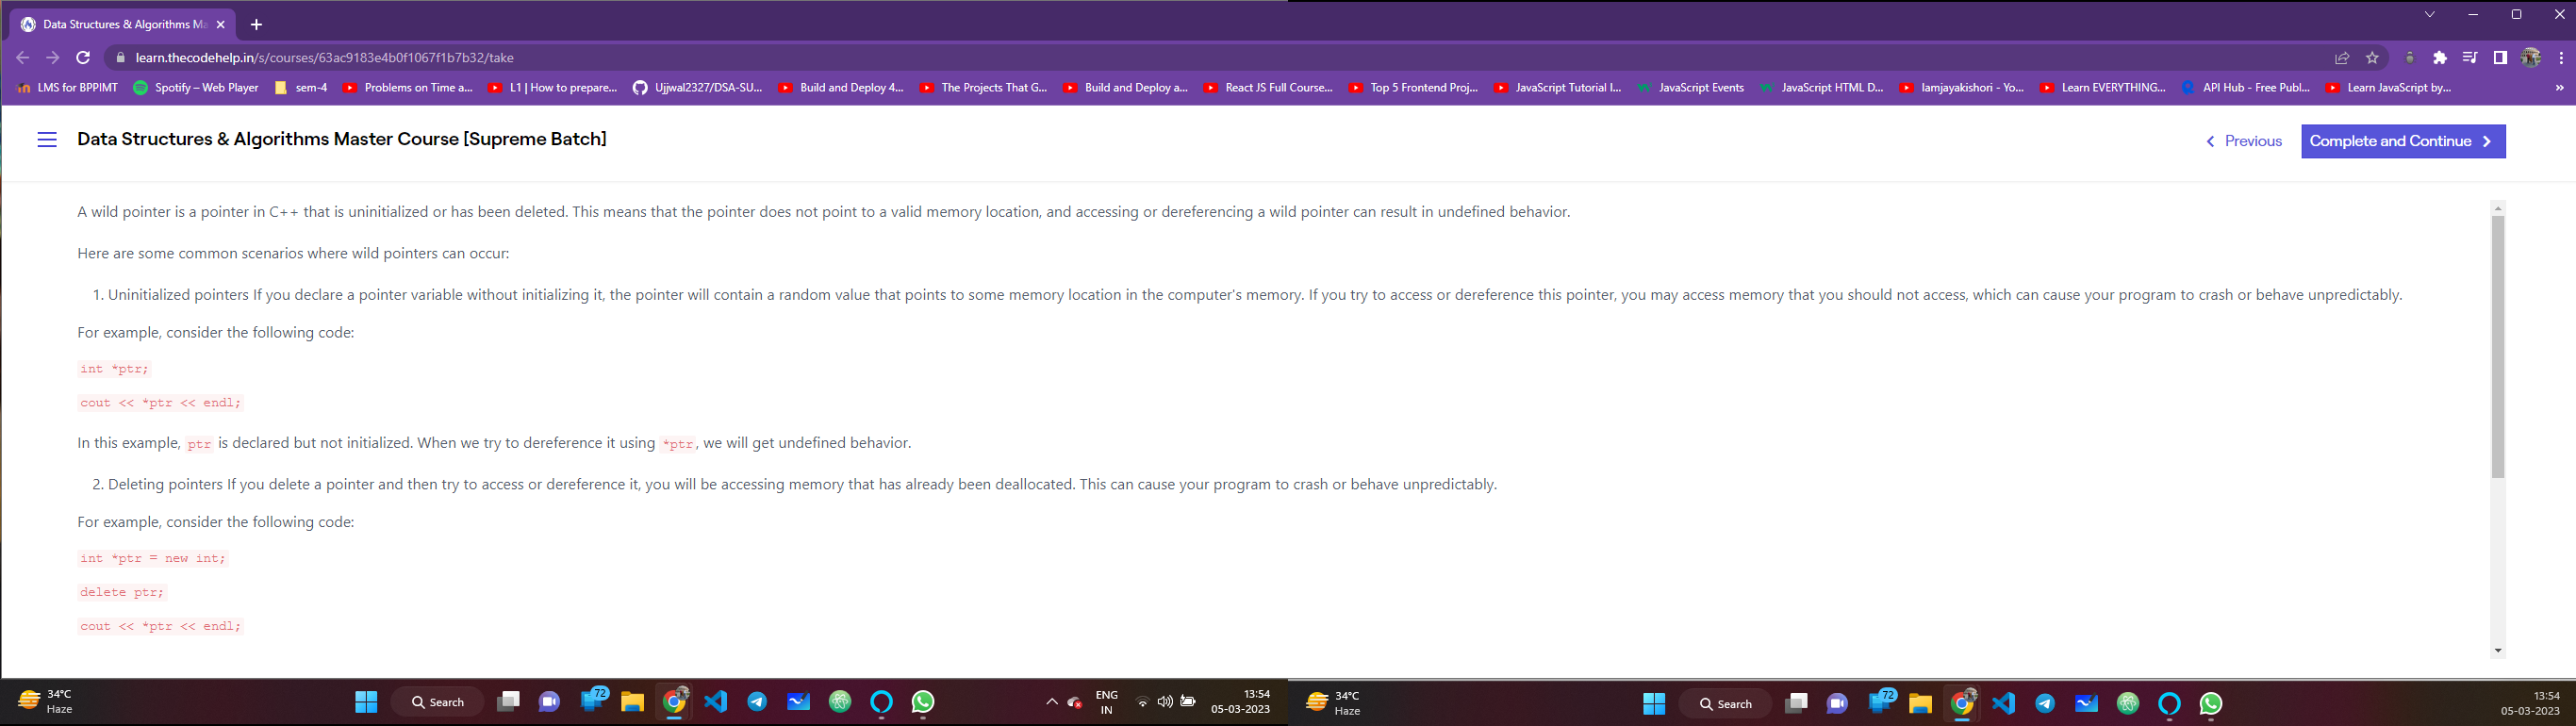 Data Structures & Algorithms Ma
learn.thecodehelp.in/s/courses/63ac9183e4b0f1067f1b7b32/take
LMS for BPPIMT Spotify – Web Player sem-4 Problems on Time a... L1 | How to prepare... Ujjwal2327/DSA-SU... Build and Deploy 4... The Projects That G... Build and Deploy a... React JS Full Course... Top 5 Frontend Proj... JavaScript Tutorial I... JavaScript Events JavaScript HTML D... Iamjayakishori - Yo... Learn EVERYTHING... API Hub - Free Publ... Learn JavaScript by... »
Data Structures & Algorithms Master Course [Supreme Batch] Previous Complete and Continue
A wild pointer is a pointer in C++ that is uninitialized or has been deleted. This means that the pointer does not point to a valid memory location, and accessing or dereferencing a wild pointer can result in undefined behavior.
Here are some common scenarios where wild pointers can occur:
1. Uninitialized pointers If you declare a pointer variable without initializing it, the pointer will contain a random value that points to some memory location in the computer's memory. If you try to access or dereference this pointer, you may access memory that you should not access, which can cause your program to crash or behave unpredictably.
For example, consider the following code:
int *ptr;
cout << *ptr << endl;
In this example, ptr is declared but not initialized. When we try to dereference it using *ptr, we will get undefined behavior.
2. Deleting pointers If you delete a pointer and then try to access or dereference it, you will be accessing memory that has already been deallocated. This can cause your program to crash or behave unpredictably.
For example, consider the following code:
int *ptr = new int;
delete ptr;
cout << *ptr << endl;
34°C
Haze
Search
72
ENG
IN
13:54
05-03-2023
34°C
Haze
Search
72
13:54
05-03-2023